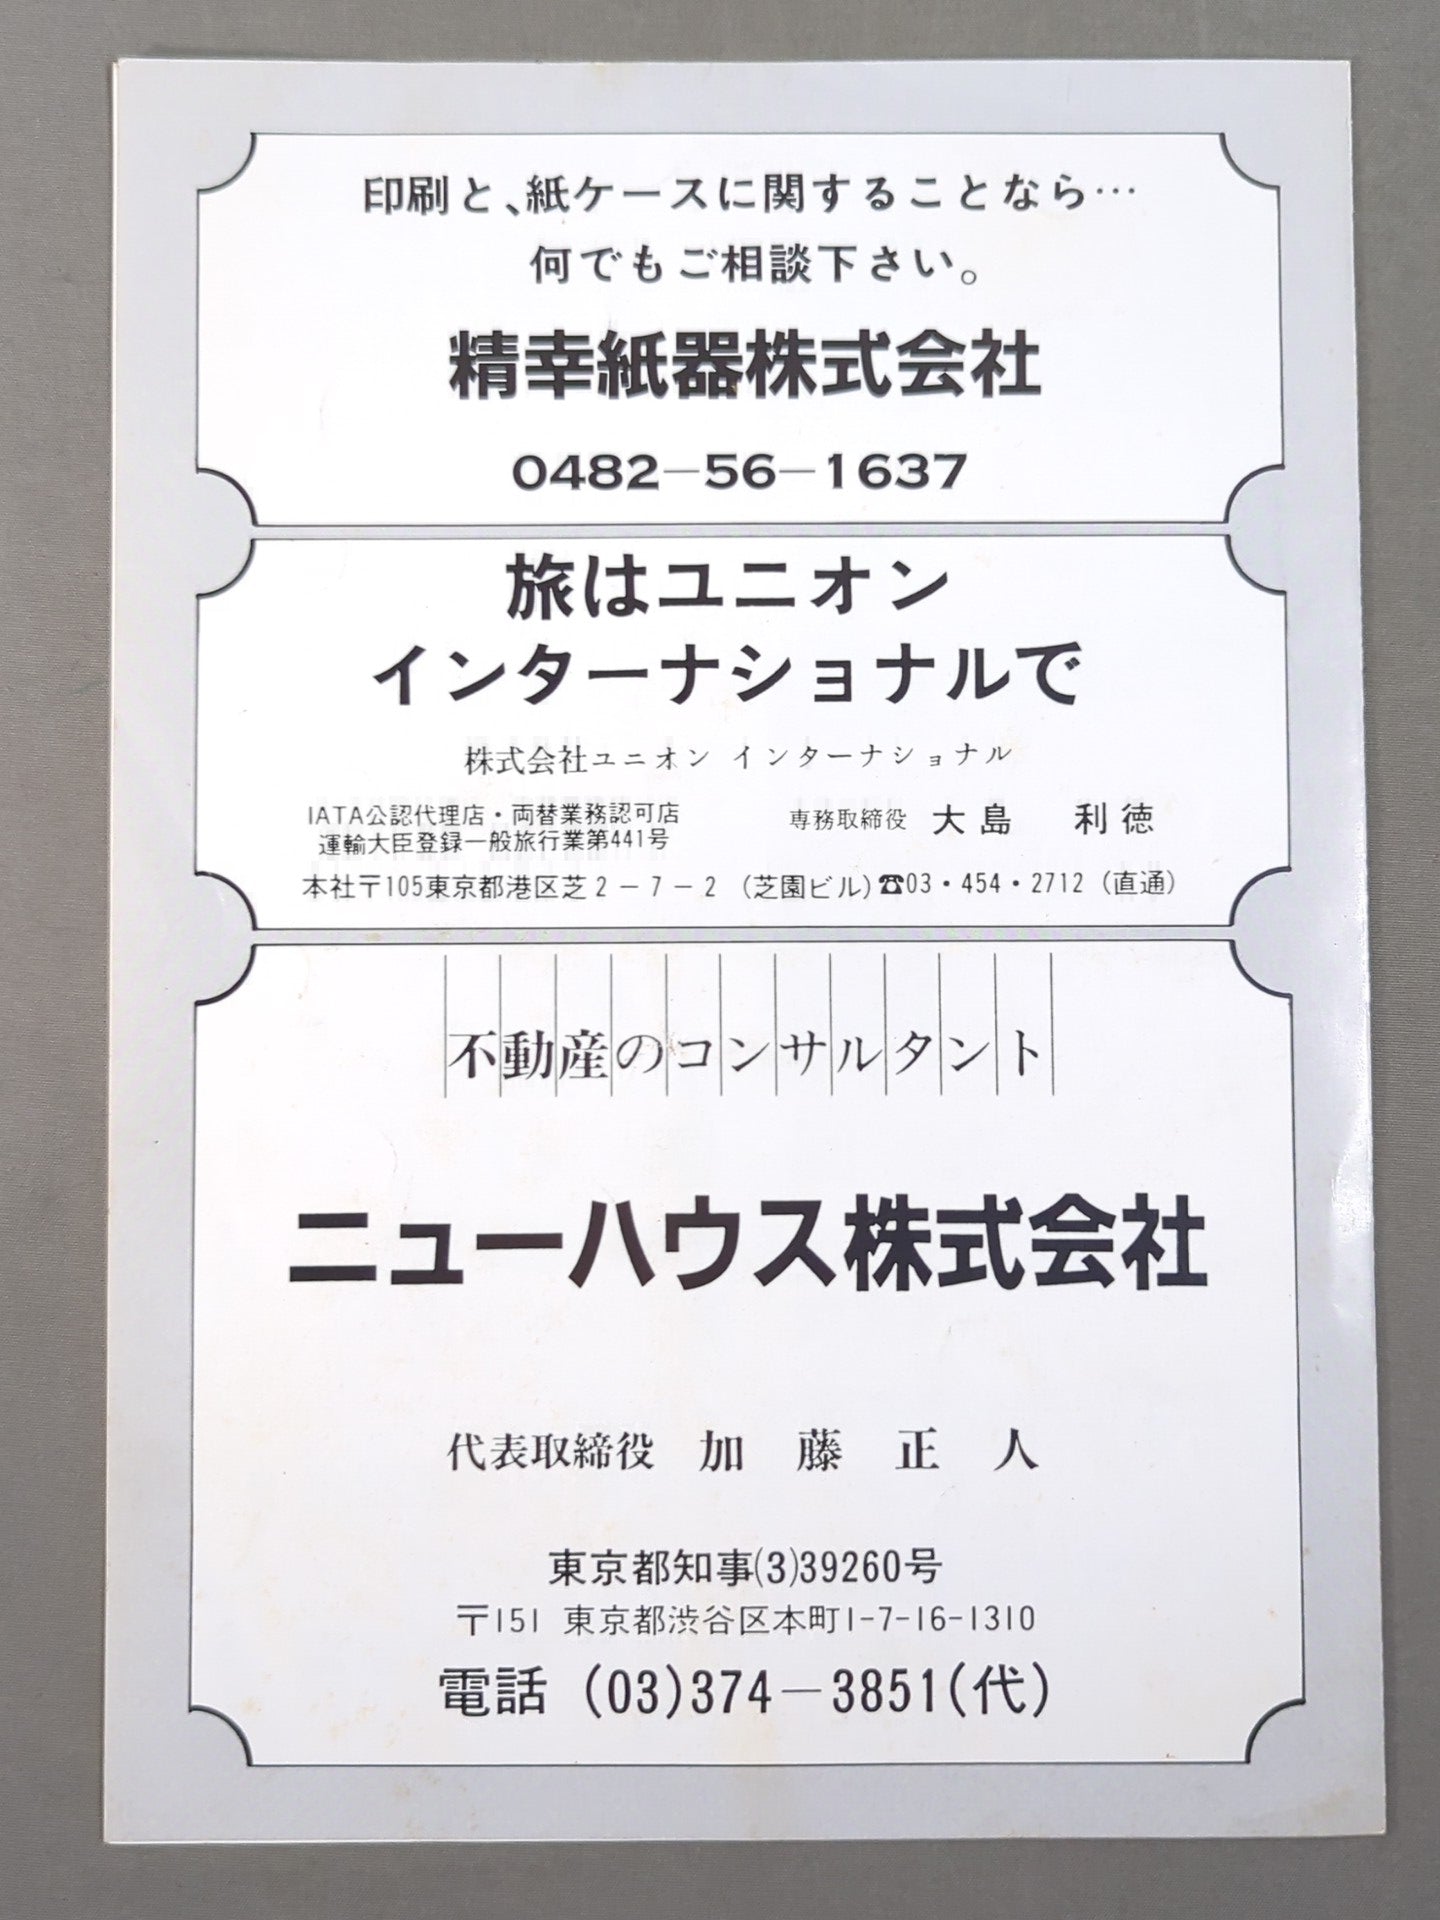 印刷と、紙ケースに関することなら…
何でもご相談下さい。
精幸紙器株式会社
0482−56−1637
旅はユニオン
インターナショナルで
株式会社ユニオン インターナショナル
IATA公認代理店・両替業務認可店
運輸大臣登録一般旅行業第441号
専務取締役 大島 利徳
本社〒105東京都港区芝2−7−2 (芝園ビル)☎03・454・2712 (直通)
不動産のコンサルタント
ニューハウス株式会社
代表取締役 加藤正人
東京都知事(3)39260号
〒151 東京都渋谷区本町1-7-16-1310
電話 (03)374−3851(代)